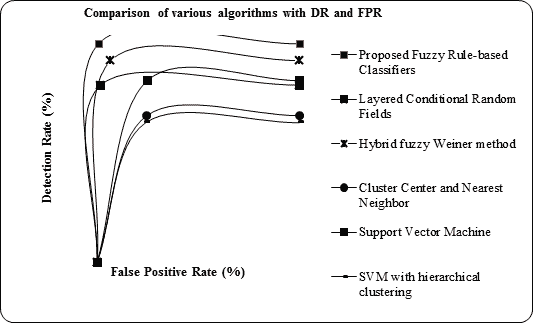 Comparison of various algorithms with DR and FPR
Detection Rate (%)
False Positive Rate (%)
Proposed Fuzzy Rule-based
Classifiers
Layered Conditional Random
Fields
Hybrid fuzzy Weiner method
Cluster Center and Nearest
Neighbor
Support Vector Machine
SVM with hierarchical
clustering